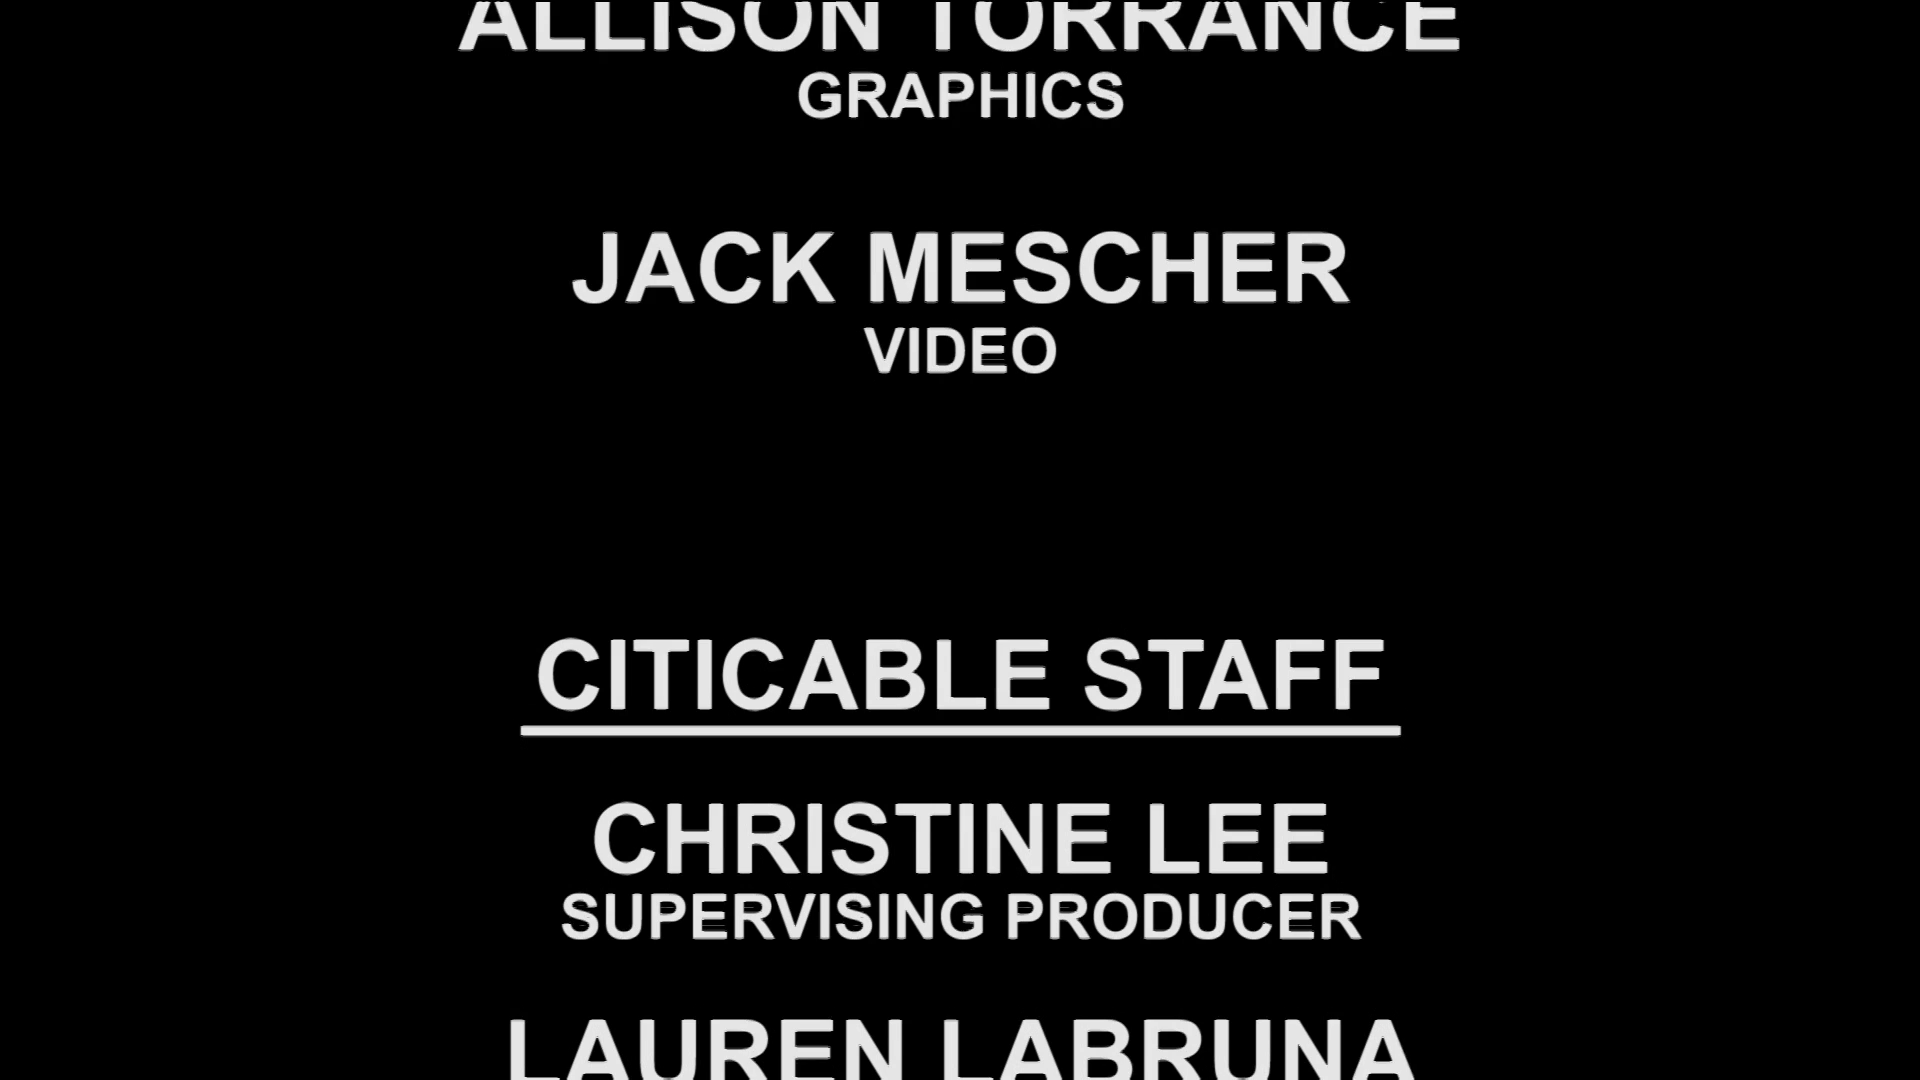 ALLISON TORRANCE
GRAPHICS
JACK MESCHER
VIDEO
CITICABLE STAFF
CHRISTINE LEE
SUPERVISING PRODUCER
LAUREN LABRUNA